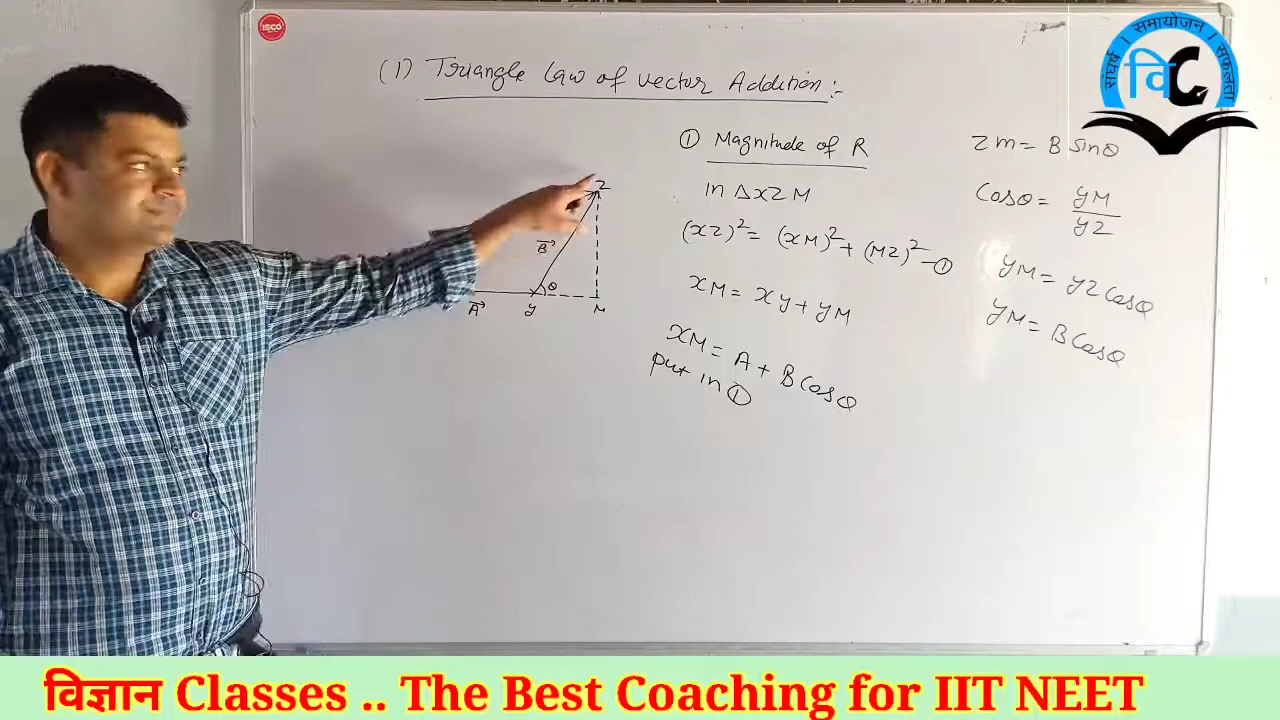 ISCO
(1) Triangle law of vector Addition:-
संघर्ष । समायोजन । सफलता
विC
Z
B⃗
θ
A⃗
y
M
① Magnitude of R
In ΔxZM
(xz)² = (xM)² + (MZ)² —①
xM = xy + yM
xM = A + B Cosθ
put in ①
ZM = B sinθ
Cosθ = yM / yZ
yM = yZ Cosθ
yM = B Cosθ
विज्ञान Classes .. The Best Coaching for IIT NEET